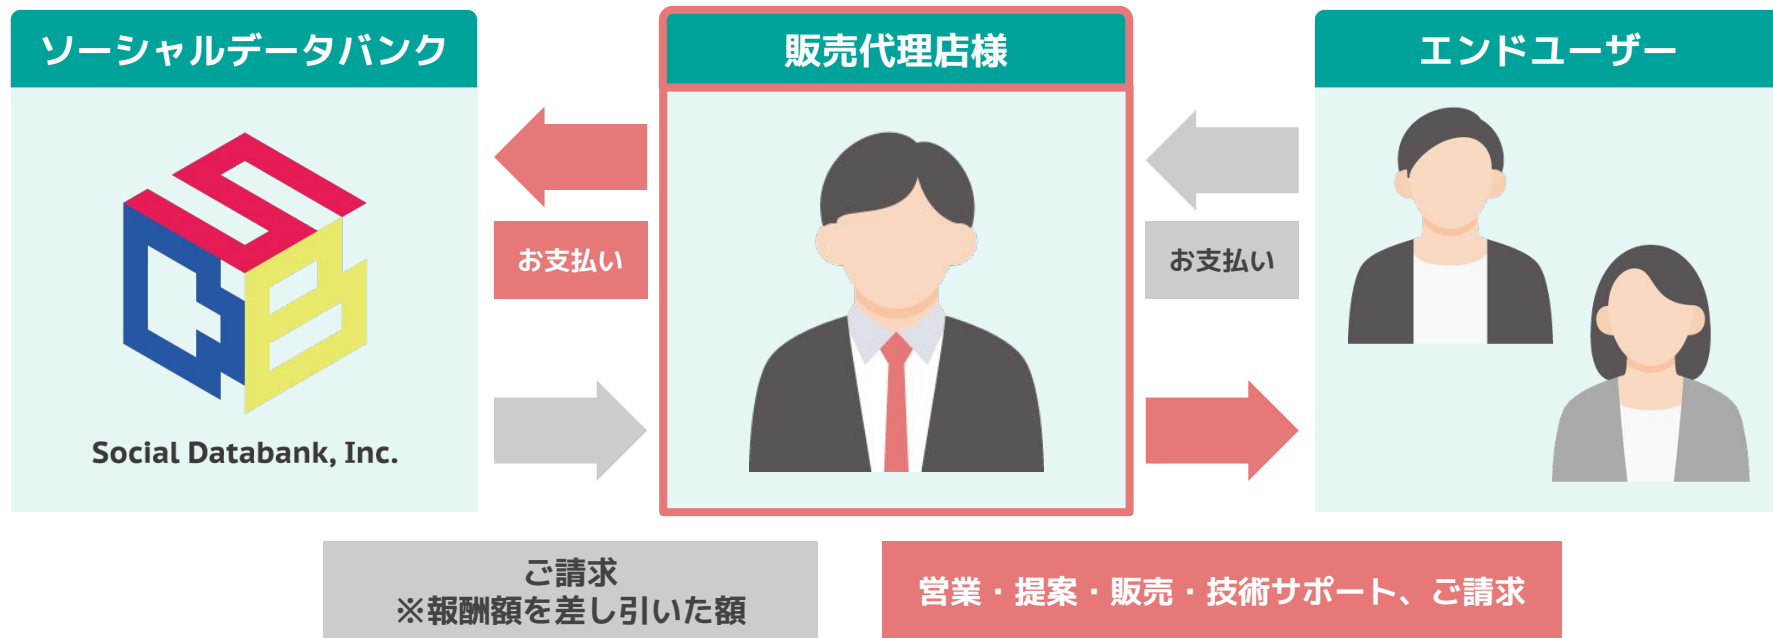 ソーシャルデータバンク
販売代理店様
エンドユーザー
お支払い
お支払い
Social Databank, Inc.
ご請求
※報酬額を差し引いた額
営業・提案・販売・技術サポート、ご請求